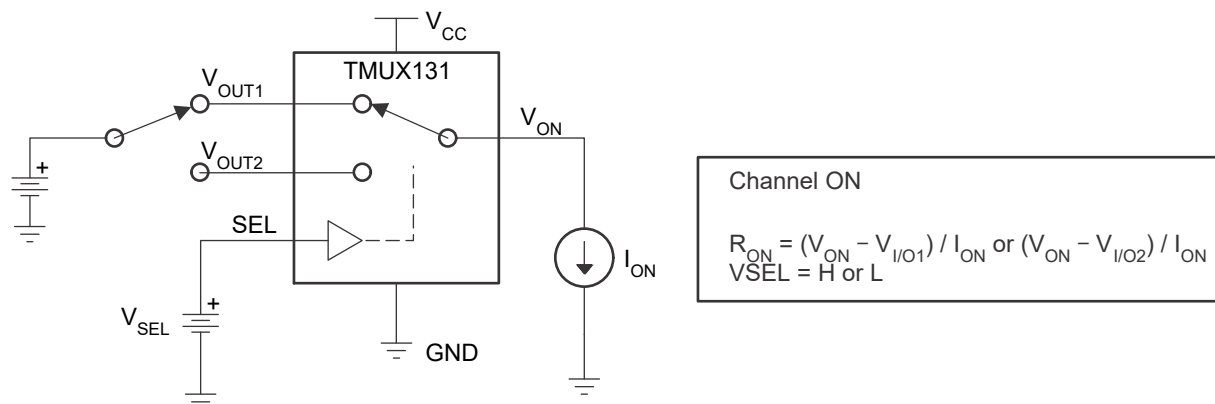 V_CC
TMUX131
V_OUT1
V_ON
+
V_OUT2
SEL
I_ON
+
V_SEL
GND
Channel ON
R_ON = (V_ON − V_I/O1) / I_ON or (V_ON − V_I/O2) / I_ON
VSEL = H or L